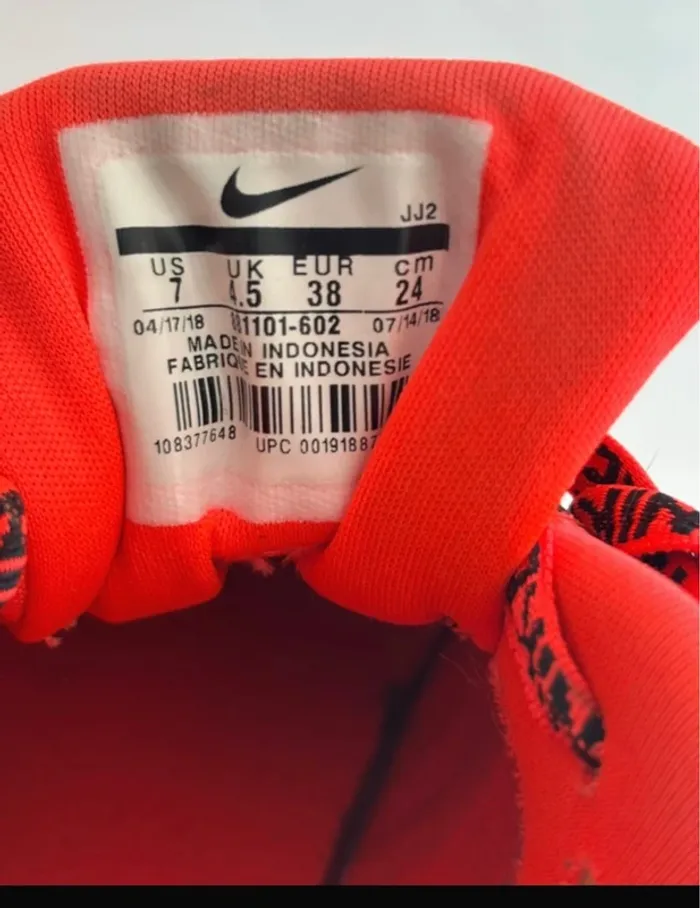 JJ2
US UK EUR cm
7 4.5 38 24
04/17/18 1101-602 07/14/18
MADE IN INDONESIA
FABRIQUE EN INDONESIE
108377648 UPC 00191887